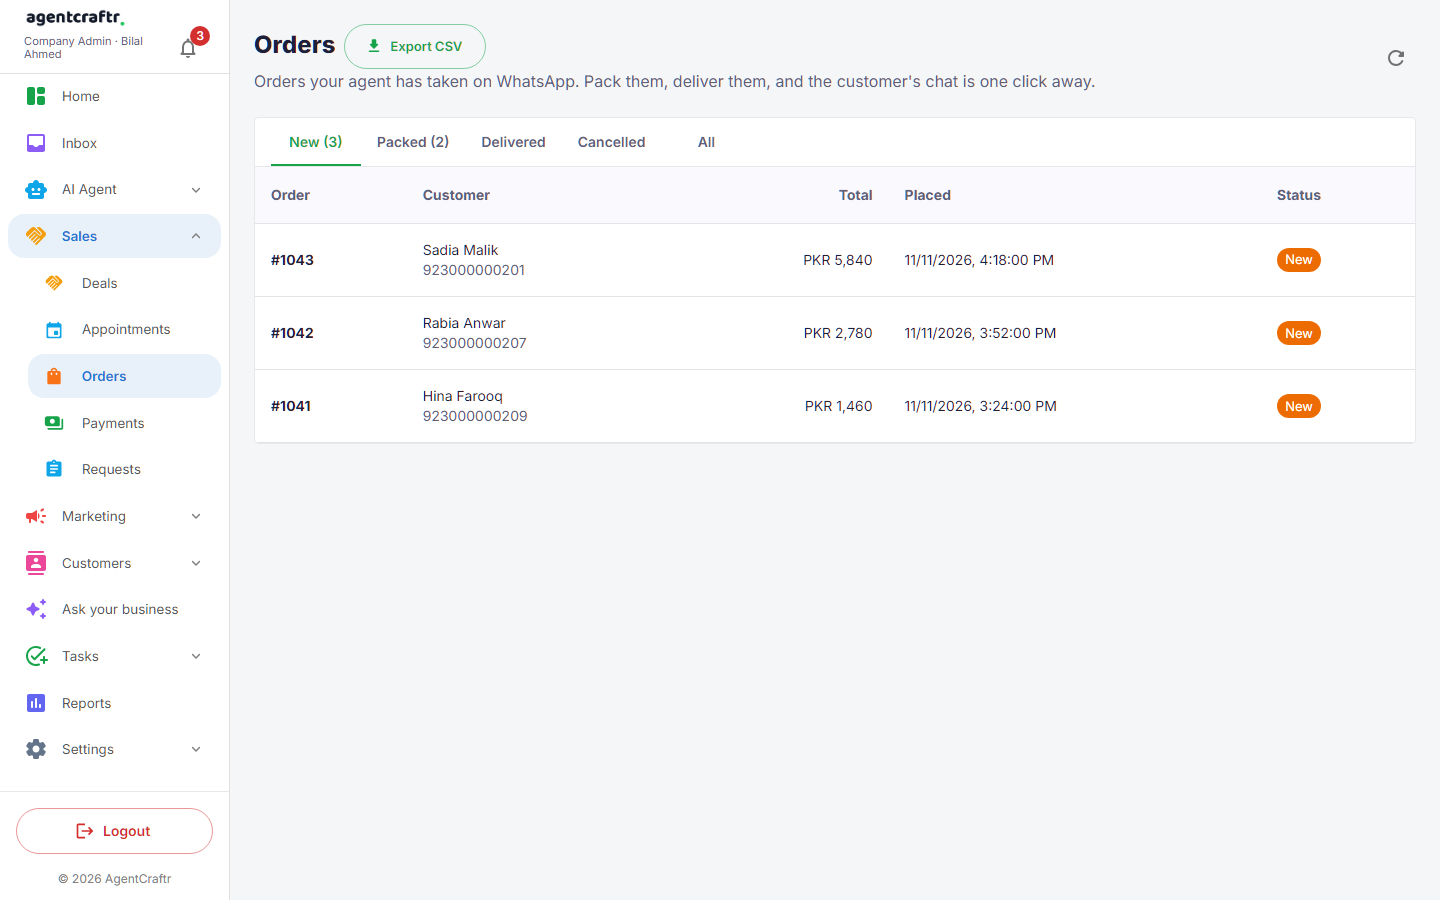 agentcraftr.
Company Admin · Bilal
Ahmed
3
Home
Inbox
AI Agent
Sales
Deals
Appointments
Orders
Payments
Requests
Marketing
Customers
Ask your business
Tasks
Reports
Settings
Logout
© 2026 AgentCraftr
Orders
Export CSV
Orders your agent has taken on WhatsApp. Pack them, deliver them, and the customer's chat is one click away.
New (3) Packed (2) Delivered Cancelled All
Order Customer Total Placed Status
#1043 Sadia Malik 923000000201 PKR 5,840 11/11/2026, 4:18:00 PM New
#1042 Rabia Anwar 923000000207 PKR 2,780 11/11/2026, 3:52:00 PM New
#1041 Hina Farooq 923000000209 PKR 1,460 11/11/2026, 3:24:00 PM New